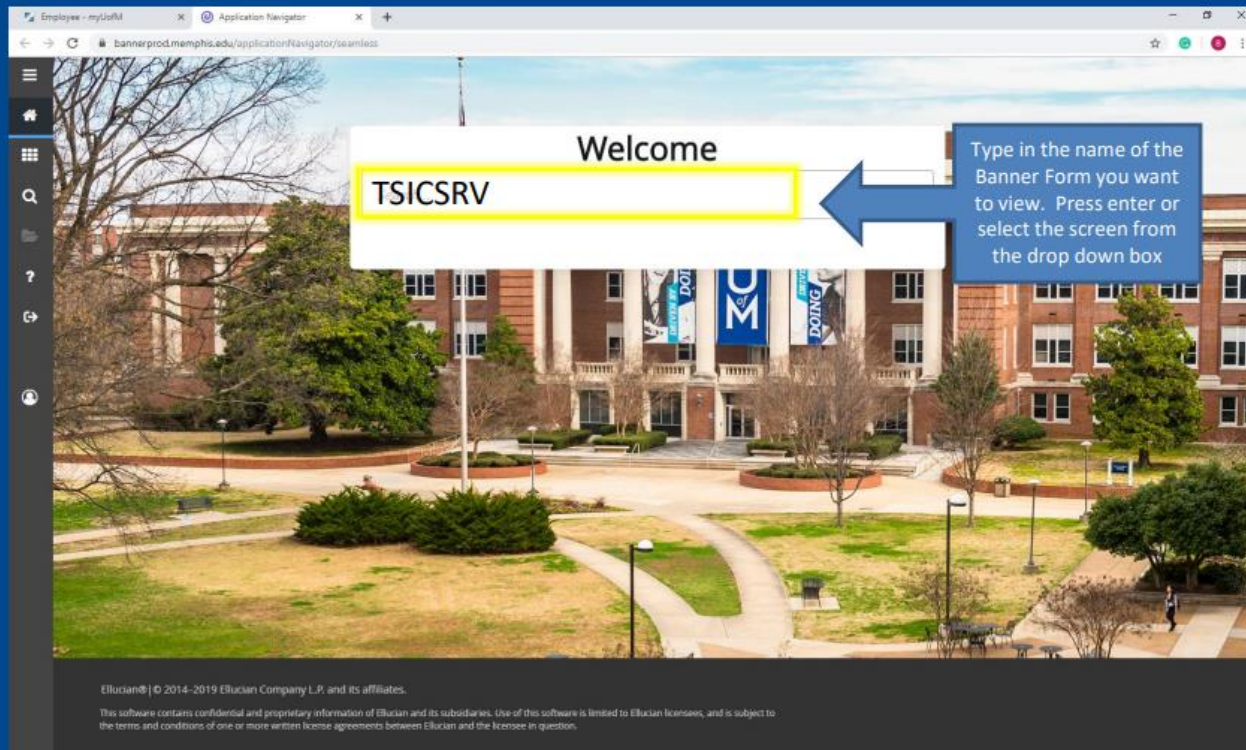 Employee - myUofM
Application Navigator
bannerprod.memphis.edu/applicationNavigator/seamless
B
Welcome
TSICSRV
Type in the name of the
Banner Form you want
to view. Press enter or
select the screen from
the drop down box
DRIVEN BY
DOING
U
of
M
DRIVEN
DOING
Ellucian® | © 2014–2019 Ellucian Company L.P. and its affiliates.
This software contains confidential and proprietary information of Ellucian and its subsidiaries. Use of this software is limited to Ellucian licensees, and is subject to
the terms and conditions of one or more written license agreements between Ellucian and the licensee in question.